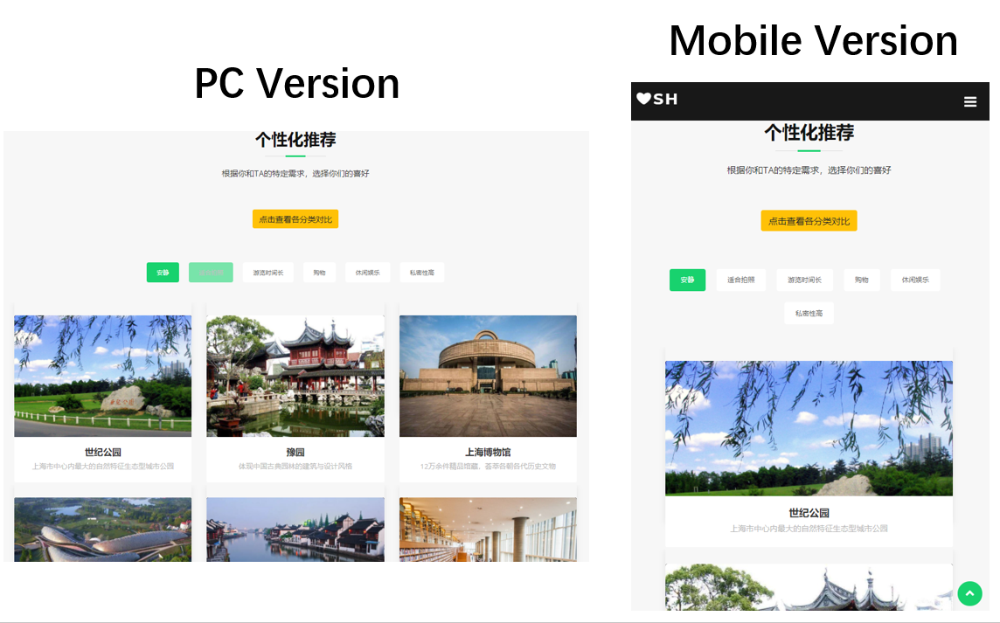 PC Version
个性化推荐
根据你和TA的特定需求，选择你们的喜好
点击查看各分类对比
安静
游览时间长
购物
休闲娱乐
私密性高
世纪公园
上海市中心内最大的自然特征生态型城市公园
豫园
体现中国古典园林的建筑与设计风格
上海博物馆
12万余件精品馆藏、荟萃各朝各代历史文物
Mobile Version
SH
个性化推荐
根据你和TA的特定需求，选择你们的喜好
点击查看各分类对比
安静
适合拍照
游览时间长
购物
休闲娱乐
私密性高
世纪公园
上海市中心内最大的自然特征生态型城市公园